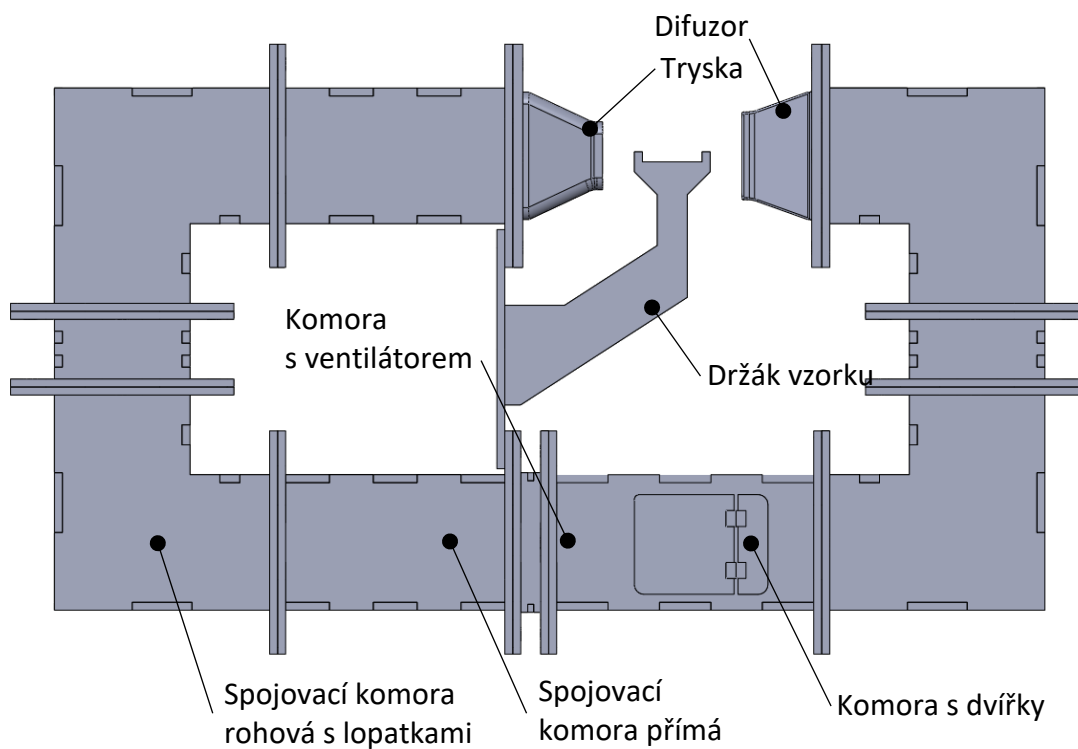 Difuzor
Tryska
Komora
s ventilátorem
Držák vzorku
Spojovací komora
rohová s lopatkami
Spojovací
komora přímá
Komora s dvířky